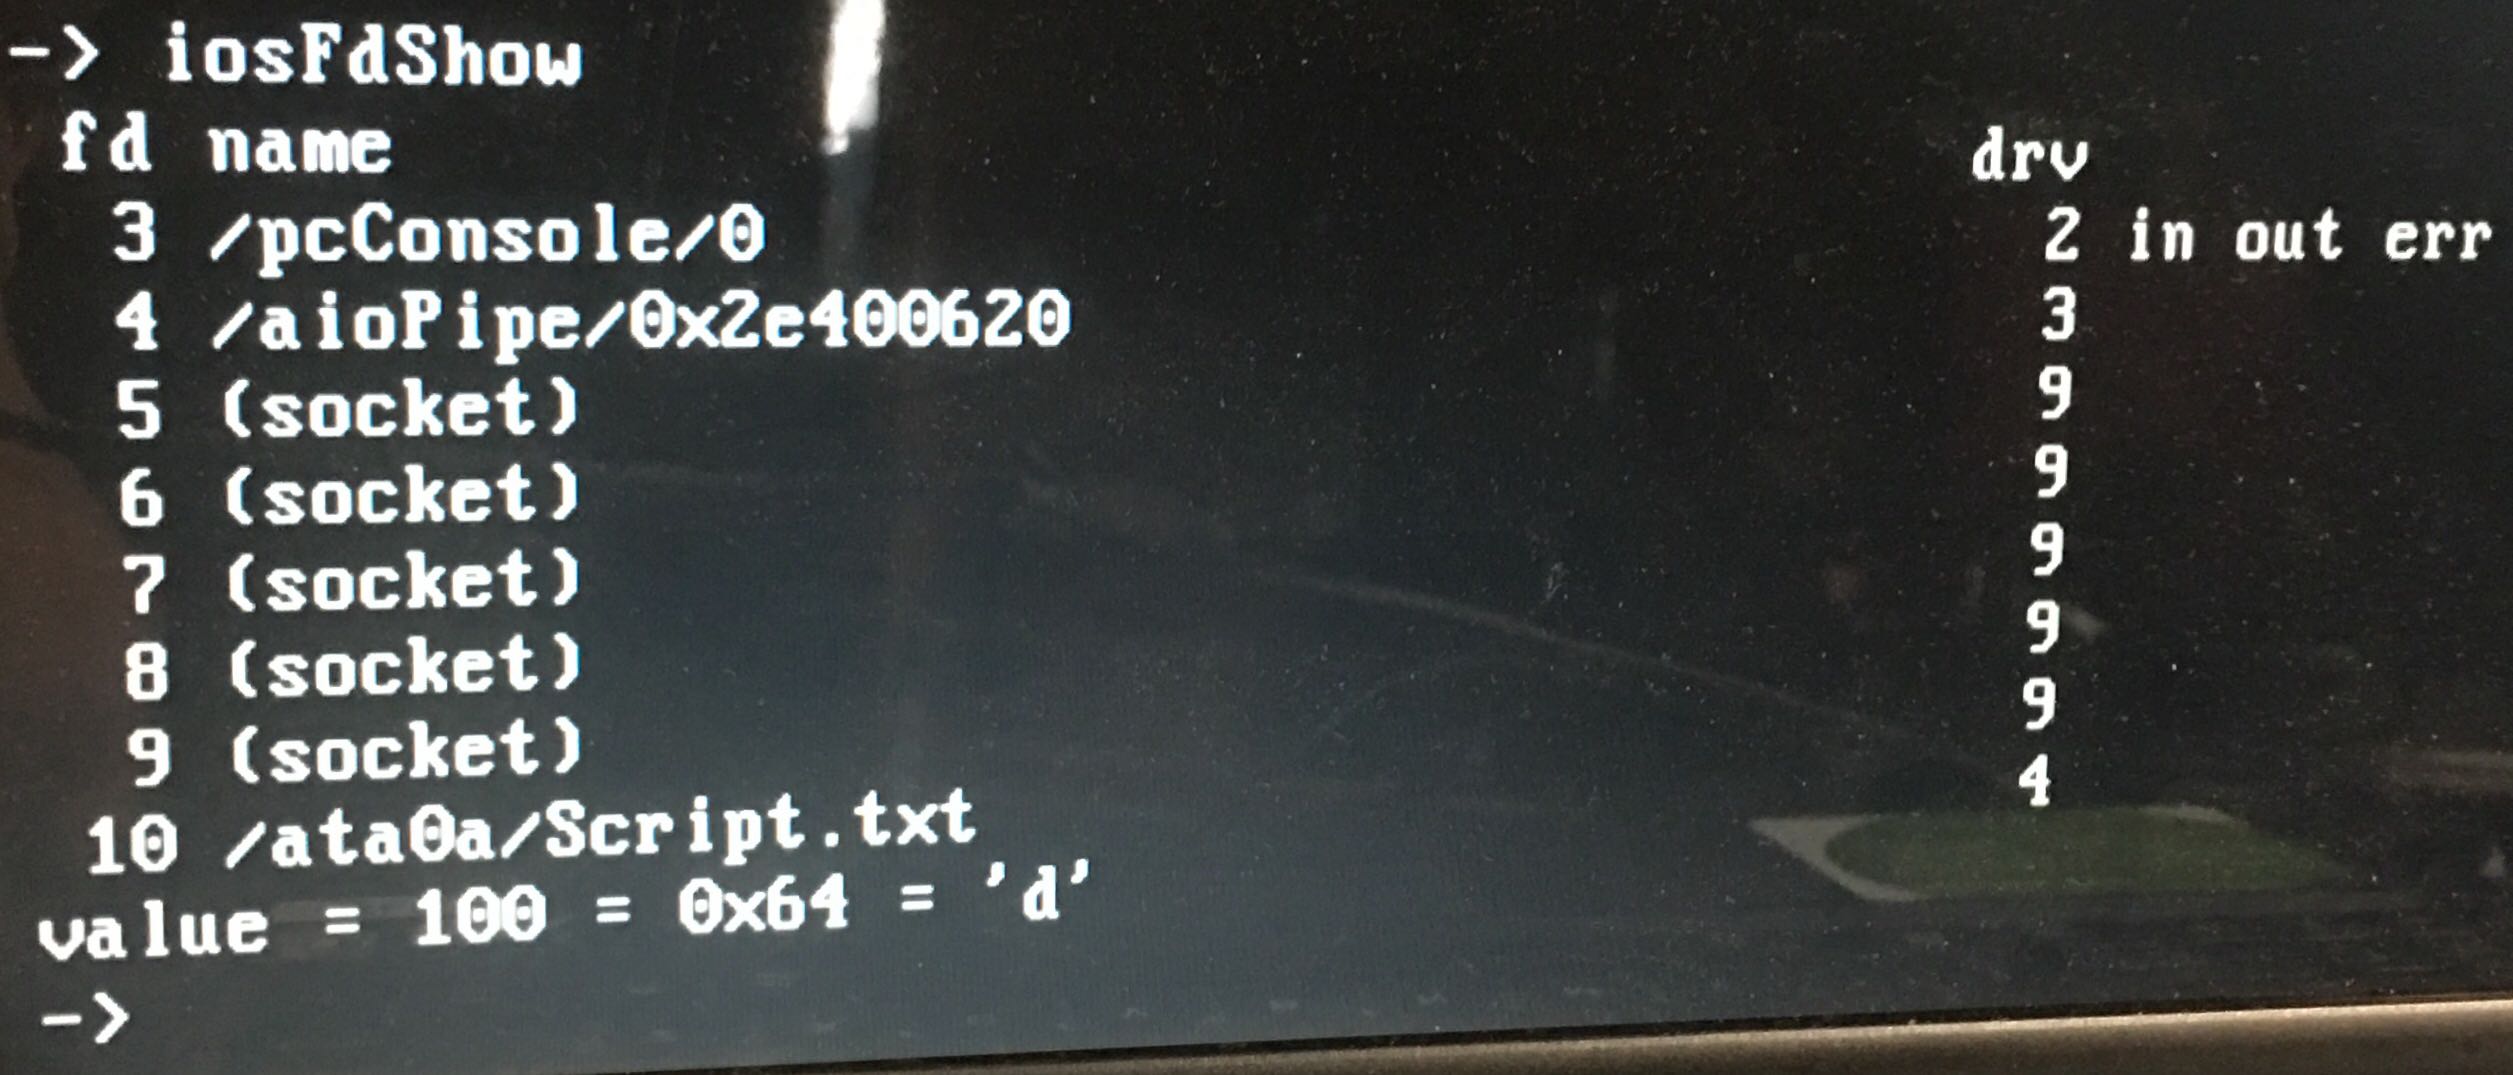 -> iosFdShow
fd name drv
3 /pcConsole/0 2 in out err
4 /aioPipe/0x2e400620 3
5 (socket) 9
6 (socket) 9
7 (socket) 9
8 (socket) 9
9 (socket) 9
10 /ata0a/Script.txt 4
value = 100 = 0x64 = 'd'
->